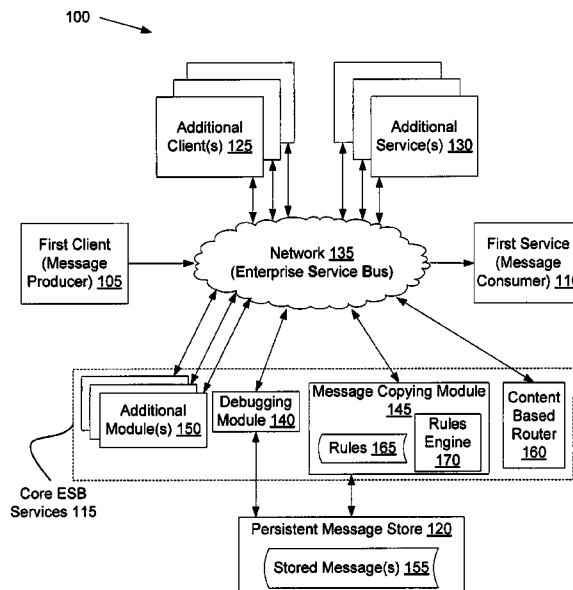 100
Additional
Client(s) 125
Additional
Service(s) 130
First Client
(Message
Producer) 105
Network 135
(Enterprise Service Bus)
First Service
(Message
Consumer) 110
Additional
Module(s) 150
Debugging
Module 140
Message Copying Module
145
Rules 165
Rules
Engine
170
Content
Based
Router
160
Core ESB
Services 115
Persistent Message Store 120
Stored Message(s) 155